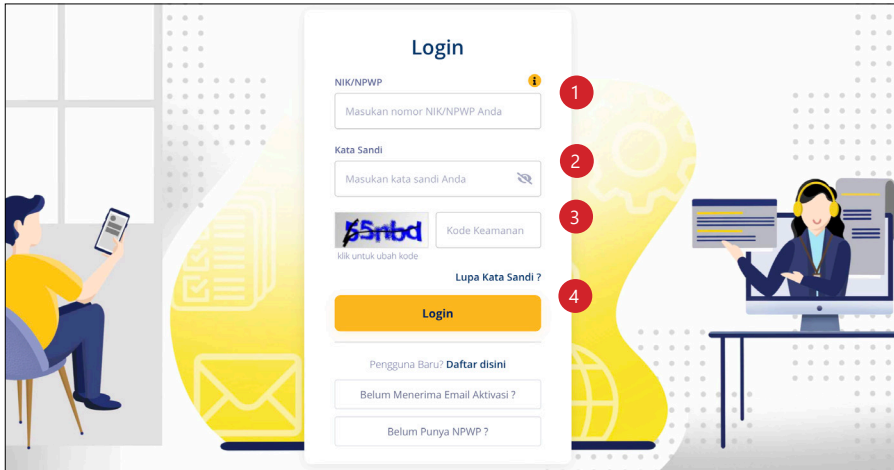 Login
NIK/NPWP
1
Masukan nomor NIK/NPWP Anda
Kata Sandi
2
Masukan kata sandi Anda
3
Kode Keamanan
klik untuk ubah kode
Lupa Kata Sandi ?
4
Login
Pengguna Baru? Daftar disini
Belum Menerima Email Aktivasi ?
Belum Punya NPWP ?